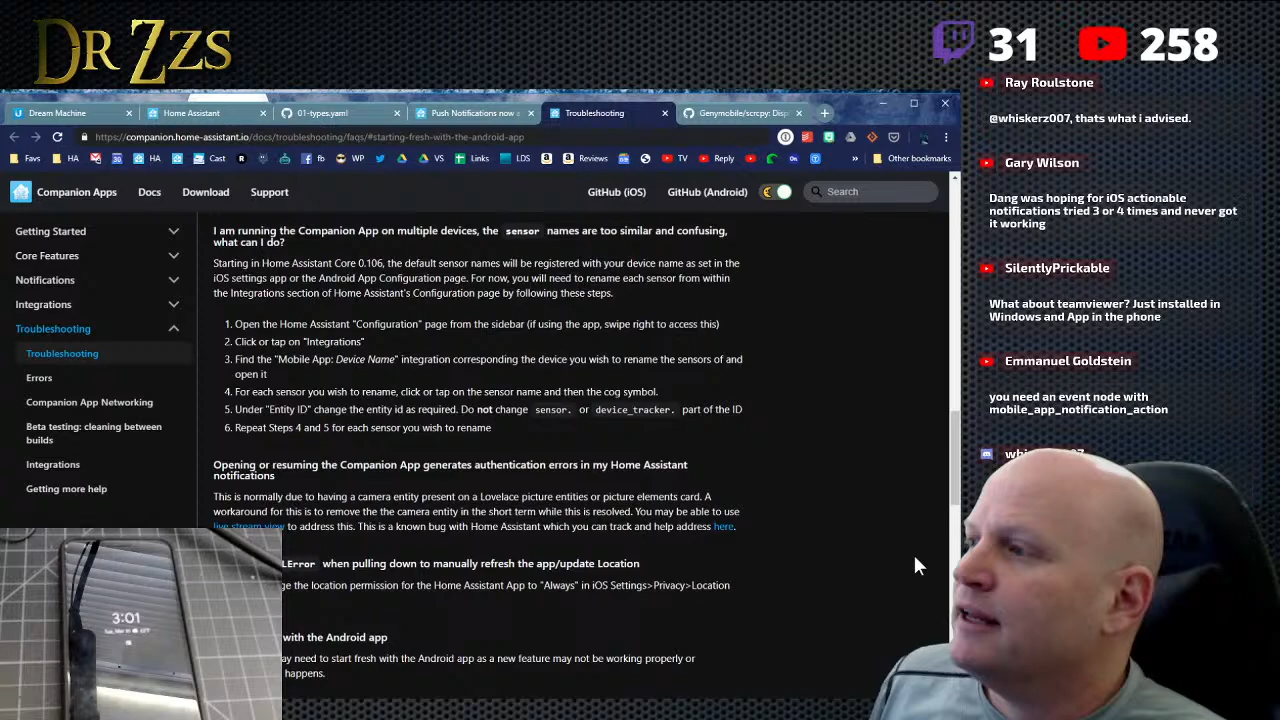 DR ZZS
31
258
Dream Machine
Home Assistant
01-types.yaml
Push Notifications now a
Troubleshooting
Genymobile/scrcpy: Disp
https://companion.home-assistant.io/docs/troubleshooting/faqs/#starting-fresh-with-the-android-app
Favs
HA
31
HA
Cast
R
fb
WP
VS
Links
LDS
Reviews
TV
Reply
Other bookmarks
Companion Apps
Docs
Download
Support
GitHub (iOS)
GitHub (Android)
Search
Getting Started
Core Features
Notifications
Integrations
Troubleshooting
Troubleshooting
Errors
Companion App Networking
Beta testing: cleaning between
builds
Integrations
Getting more help
I am running the Companion App on multiple devices, the sensor names are too similar and confusing,
what can I do?
Starting in Home Assistant Core 0.106, the default sensor names will be registered with your device name as set in the
iOS settings app or the Android App Configuration page. For now, you will need to rename each sensor from within
the Integrations section of Home Assistant's Configuration page by following these steps.
1. Open the Home Assistant "Configuration" page from the sidebar (if using the app, swipe right to access this)
2. Click or tap on "Integrations"
3. Find the "Mobile App: Device Name" integration corresponding the device you wish to rename the sensors of and
open it
4. For each sensor you wish to rename, click or tap on the sensor name and then the cog symbol.
5. Under "Entity ID" change the entity id as required. Do not change sensor. or device_tracker. part of the ID
6. Repeat Steps 4 and 5 for each sensor you wish to rename
Opening or resuming the Companion App generates authentication errors in my Home Assistant
notifications
This is normally due to having a camera entity present on a Lovelace picture entities or picture elements card. A
workaround for this is to remove the the camera entity in the short term while this is resolved. You may be able to use
live stream view to address this. This is a known bug with Home Assistant which you can track and help address here.
LError when pulling down to manually refresh the app/update Location
ge the location permission for the Home Assistant App to "Always" in iOS Settings>Privacy>Location
with the Android app
ay need to start fresh with the Android app as a new feature may not be working properly or
happens.
Ray Roulstone
@whiskerz007, thats what i advised.
Gary Wilson
Dang was hoping for iOS actionable
notifications tried 3 or 4 times and never got
it working
SilentlyPrickable
What about teamviewer? Just installed in
Windows and App in the phone
Emmanuel Goldstein
you need an event node with
mobile_app_notification_action
3:01